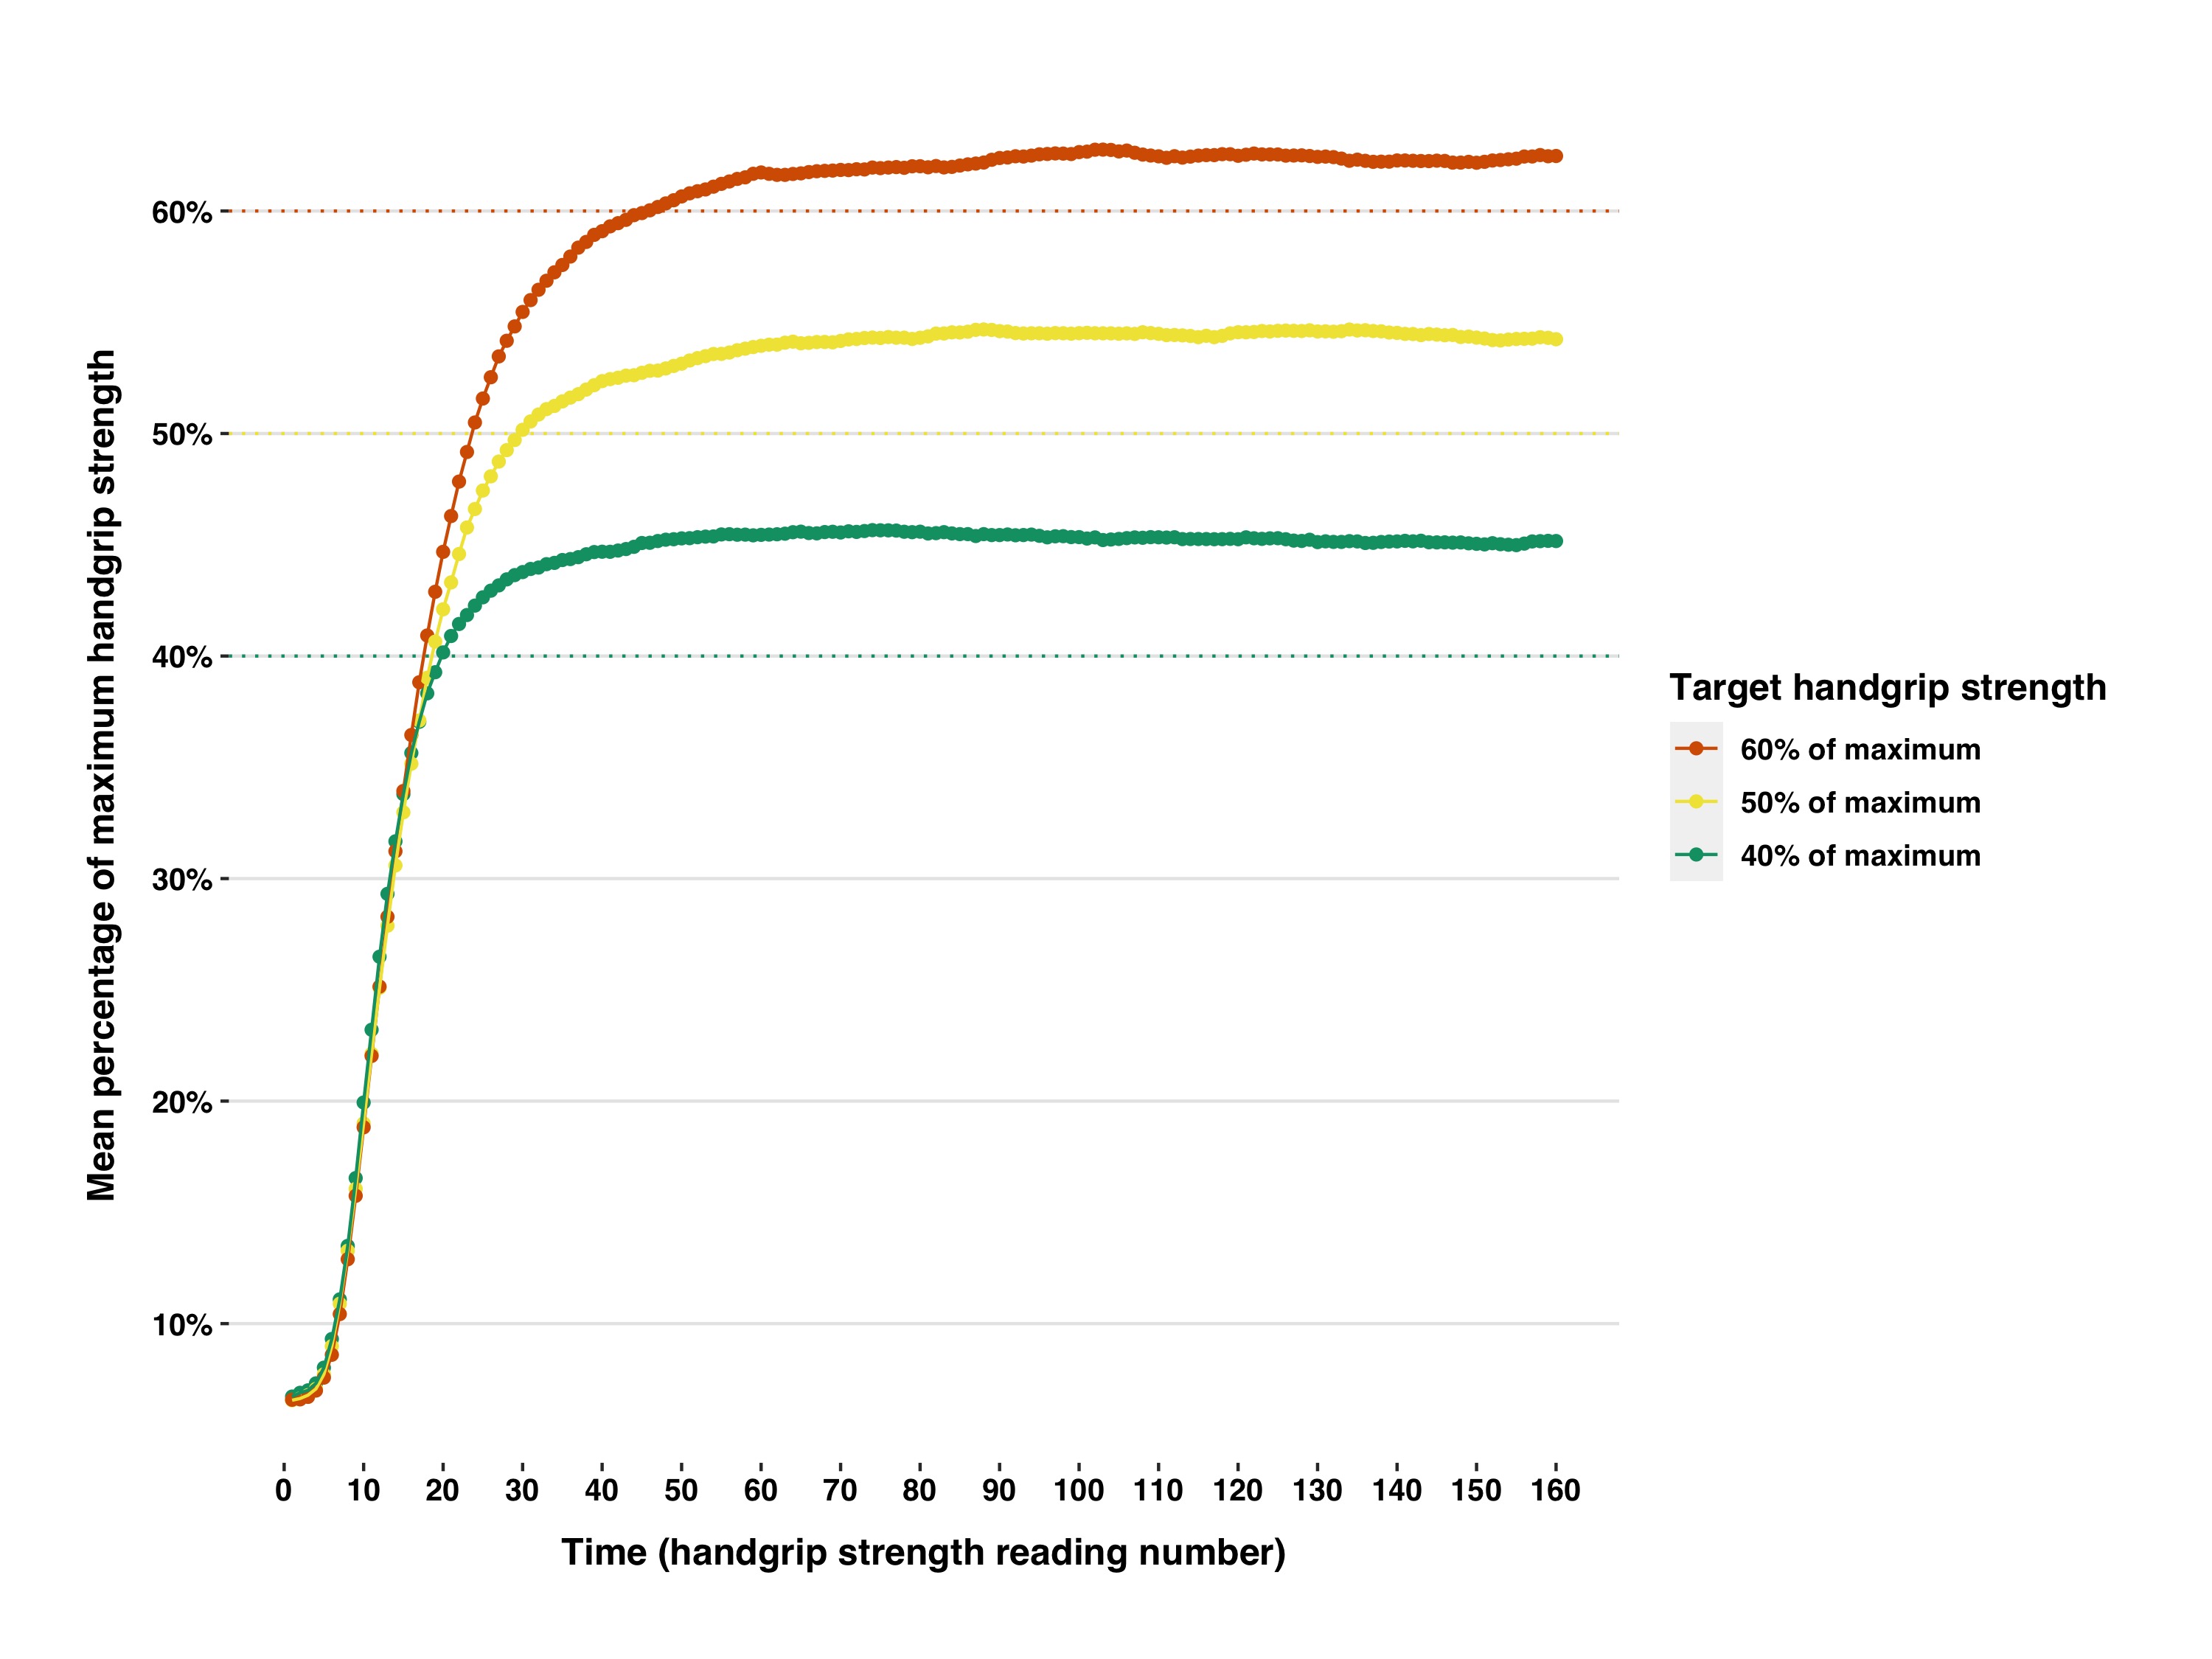 Mean percentage of maximum handgrip strength
60%
50%
40%
30%
20%
10%
0 10 20 30 40 50 60 70 80 90 100 110 120 130 140 150 160
Time (handgrip strength reading number)
Target handgrip strength
60% of maximum
50% of maximum
40% of maximum